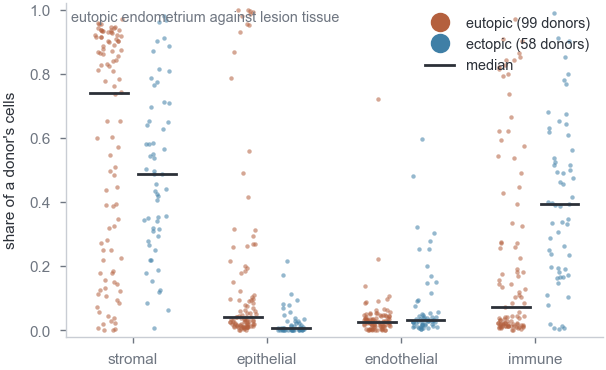 eutopic endometrium against lesion tissue
eutopic (99 donors)
ectopic (58 donors)
median
share of a donor's cells
1.0
0.8
0.6
0.4
0.2
0.0
stromal
epithelial
endothelial
immune